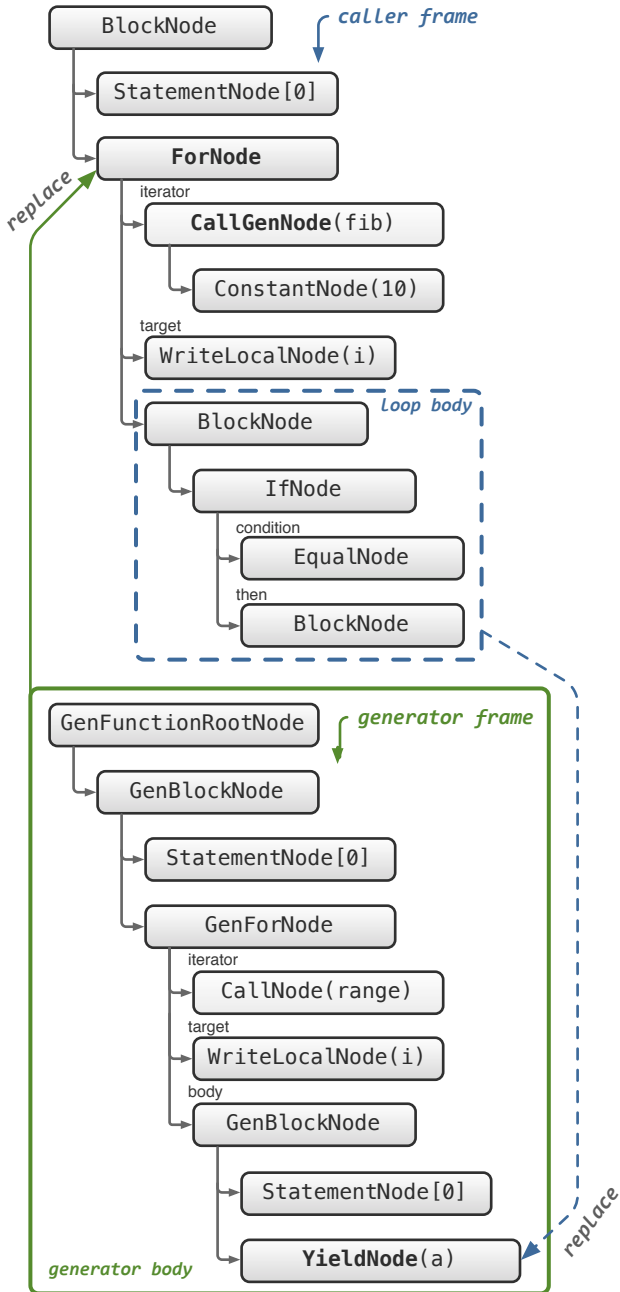 BlockNode
caller frame
StatementNode[0]
ForNode
replace
iterator
CallGenNode(fib)
ConstantNode(10)
target
WriteLocalNode(i)
loop body
BlockNode
IfNode
condition
EqualNode
then
BlockNode
GenFunctionRootNode
generator frame
GenBlockNode
StatementNode[0]
GenForNode
iterator
CallNode(range)
target
WriteLocalNode(i)
body
GenBlockNode
StatementNode[0]
replace
YieldNode(a)
generator body